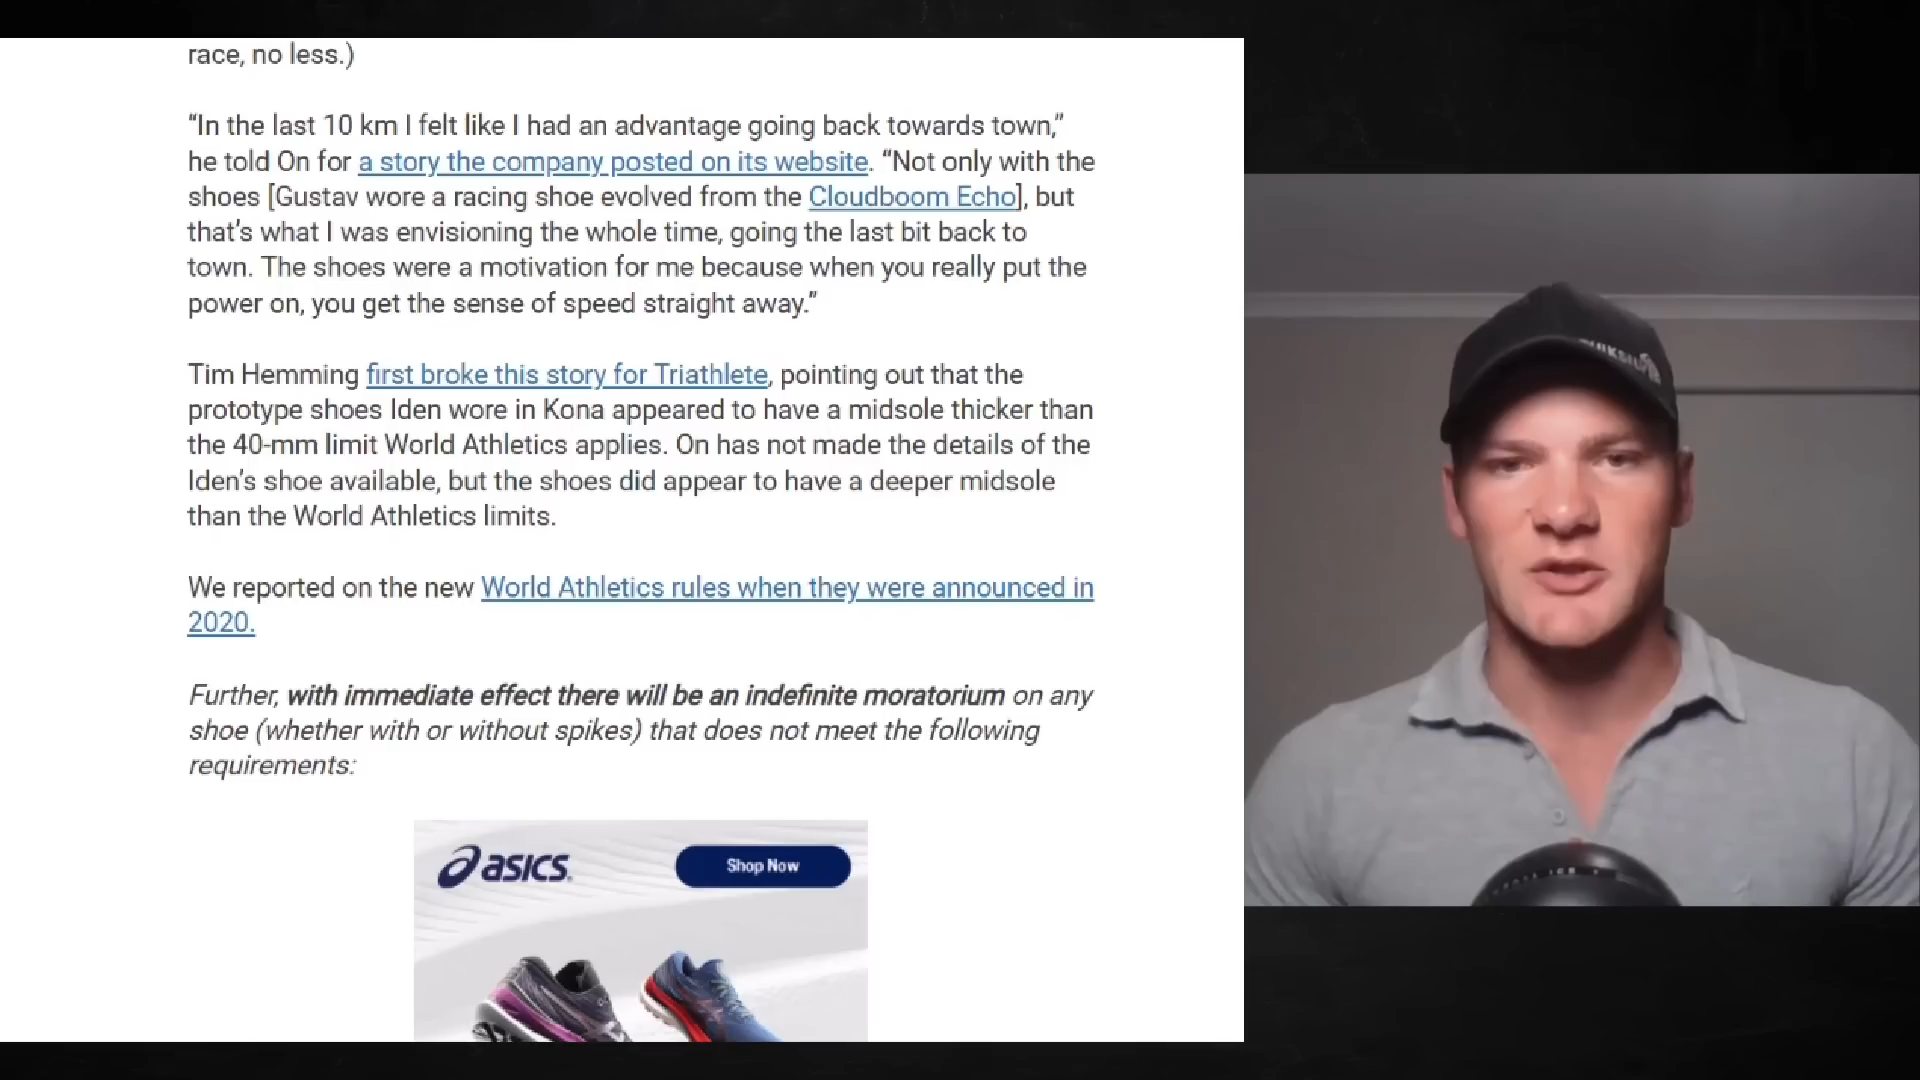 race, no less.)
“In the last 10 km I felt like I had an advantage going back towards town,”
he told On for a story the company posted on its website. “Not only with the
shoes [Gustav wore a racing shoe evolved from the Cloudboom Echo], but
that’s what I was envisioning the whole time, going the last bit back to
town. The shoes were a motivation for me because when you really put the
power on, you get the sense of speed straight away.”
Tim Hemming first broke this story for Triathlete, pointing out that the
prototype shoes Iden wore in Kona appeared to have a midsole thicker than
the 40-mm limit World Athletics applies. On has not made the details of the
Iden’s shoe available, but the shoes did appear to have a deeper midsole
than the World Athletics limits.
We reported on the new World Athletics rules when they were announced in
2020.
Further, with immediate effect there will be an indefinite moratorium on any
shoe (whether with or without spikes) that does not meet the following
requirements:
asics
Shop Now